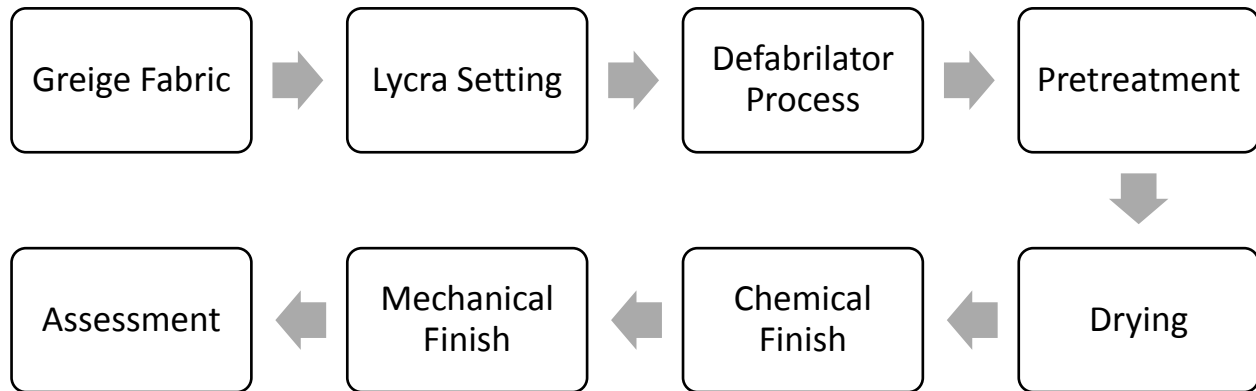 Greige Fabric
Lycra Setting
Defabrilator
Process
Pretreatment
Drying
Chemical
Finish
Mechanical
Finish
Assessment